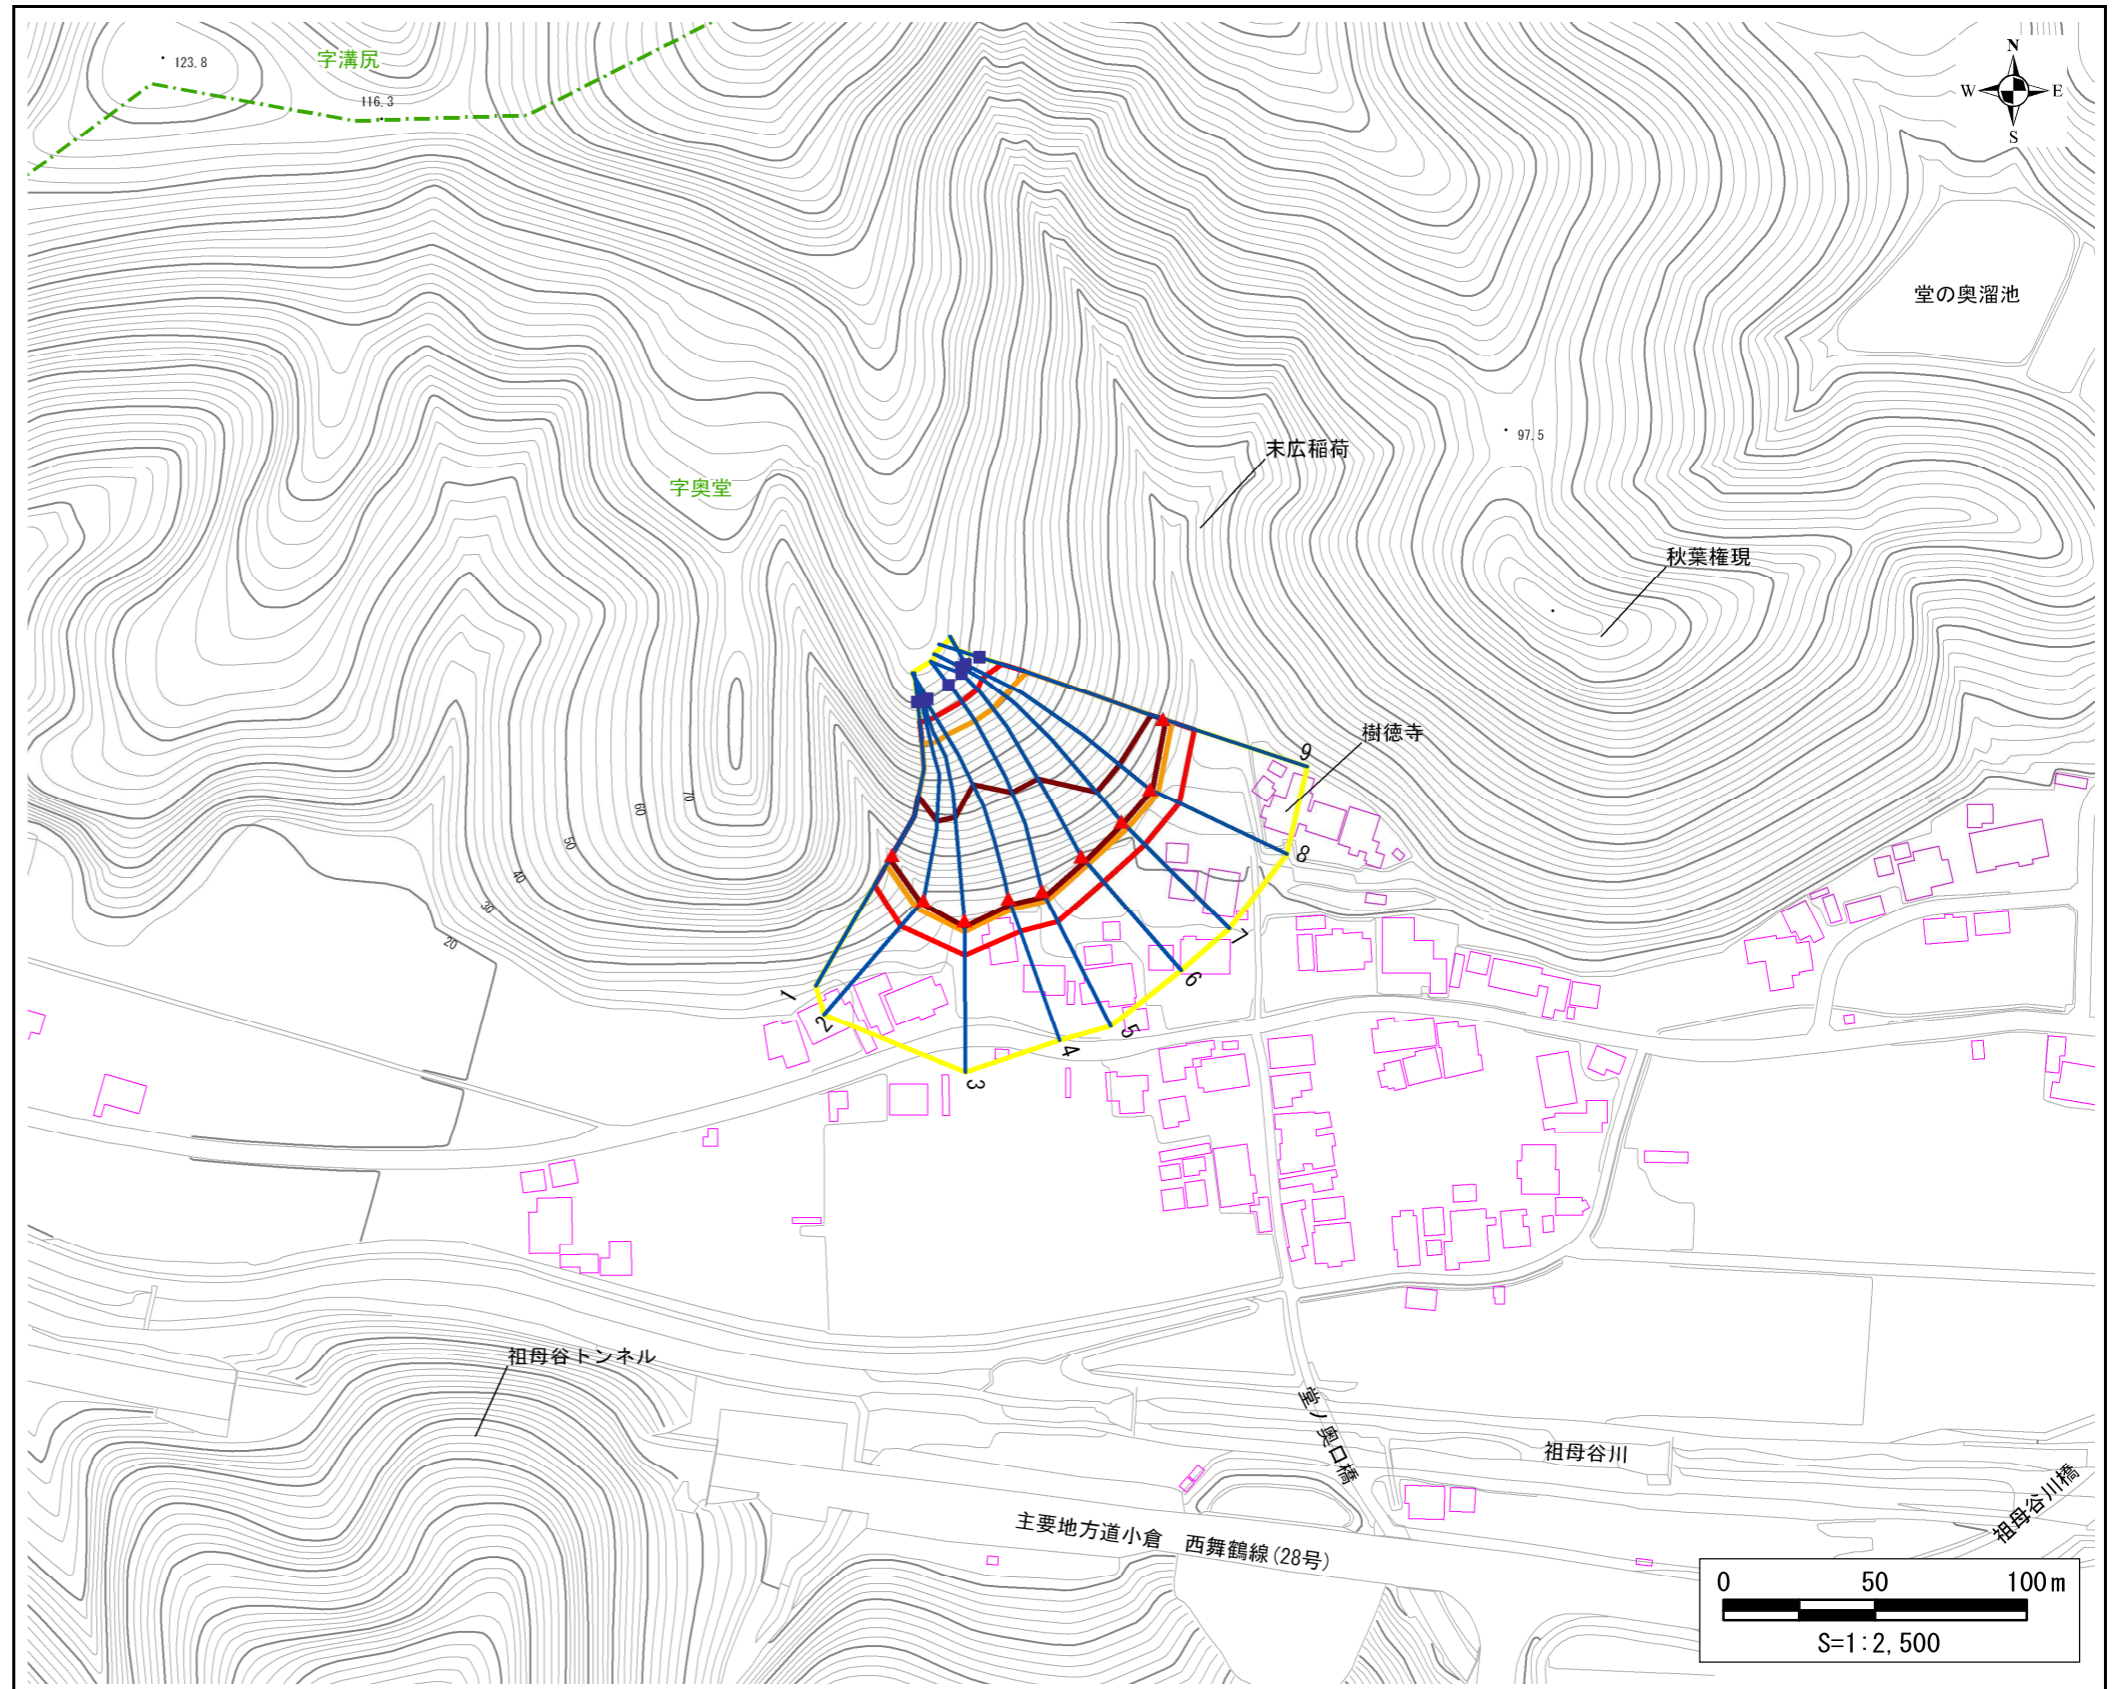 字溝尻
123.8
116.3
N
W
E
S
堂の奥溜池
末広稲荷
97.5
字奥堂
秋葉権現
樹徳寺
70
60
50
40
30
20
1
2
3
4
5
6
7
8
9
祖母谷トンネル
堂ノ奥口橋
祖母谷川
祖母谷川橋
主要地方道小倉 西舞鶴線(28号)
0 50 100m
S=1:2,500